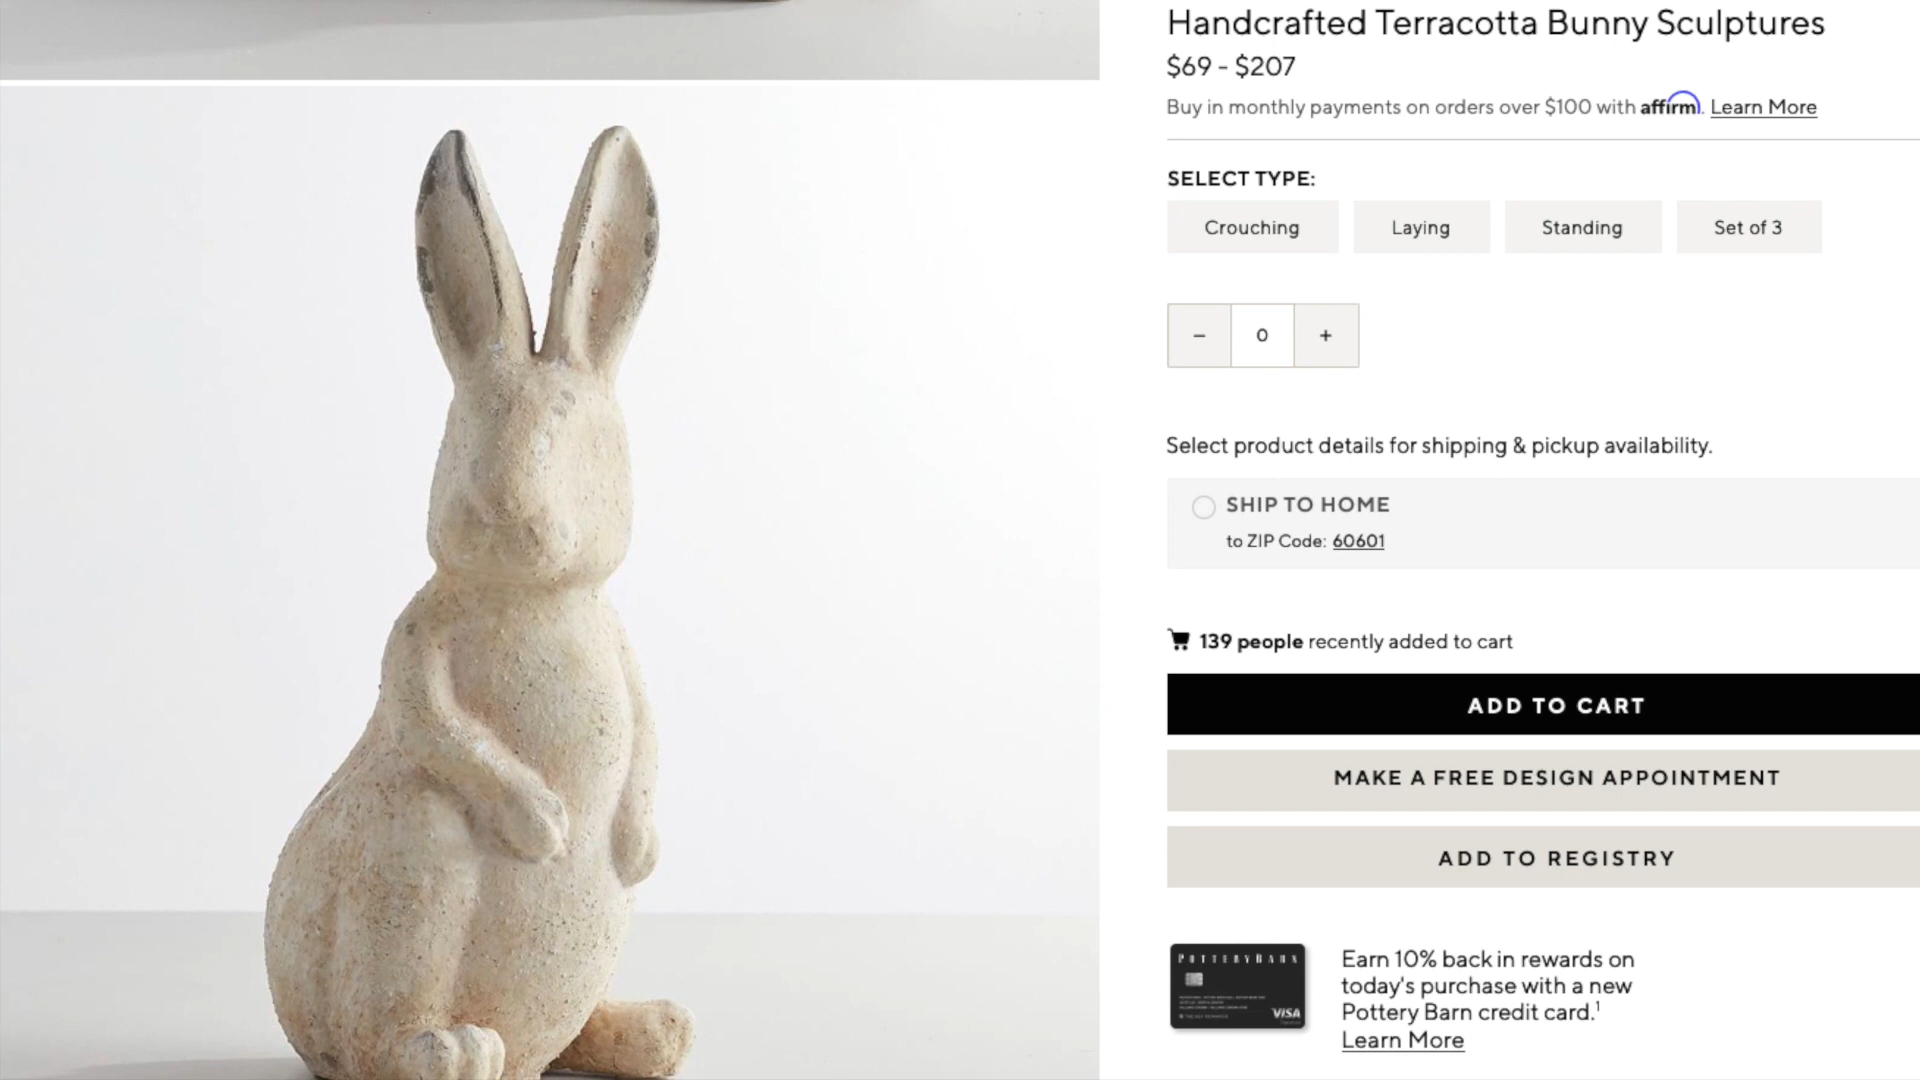 Handcrafted Terracotta Bunny Sculptures
$69 - $207
Buy in monthly payments on orders over $100 with affirm. Learn More
SELECT TYPE:
Crouching Laying Standing Set of 3
– 0 +
Select product details for shipping & pickup availability.
SHIP TO HOME
to ZIP Code: 60601
139 people recently added to cart
ADD TO CART
MAKE A FREE DESIGN APPOINTMENT
ADD TO REGISTRY
POTTERY BARN
VISA
Earn 10% back in rewards on
today's purchase with a new
Pottery Barn credit card.¹
Learn More